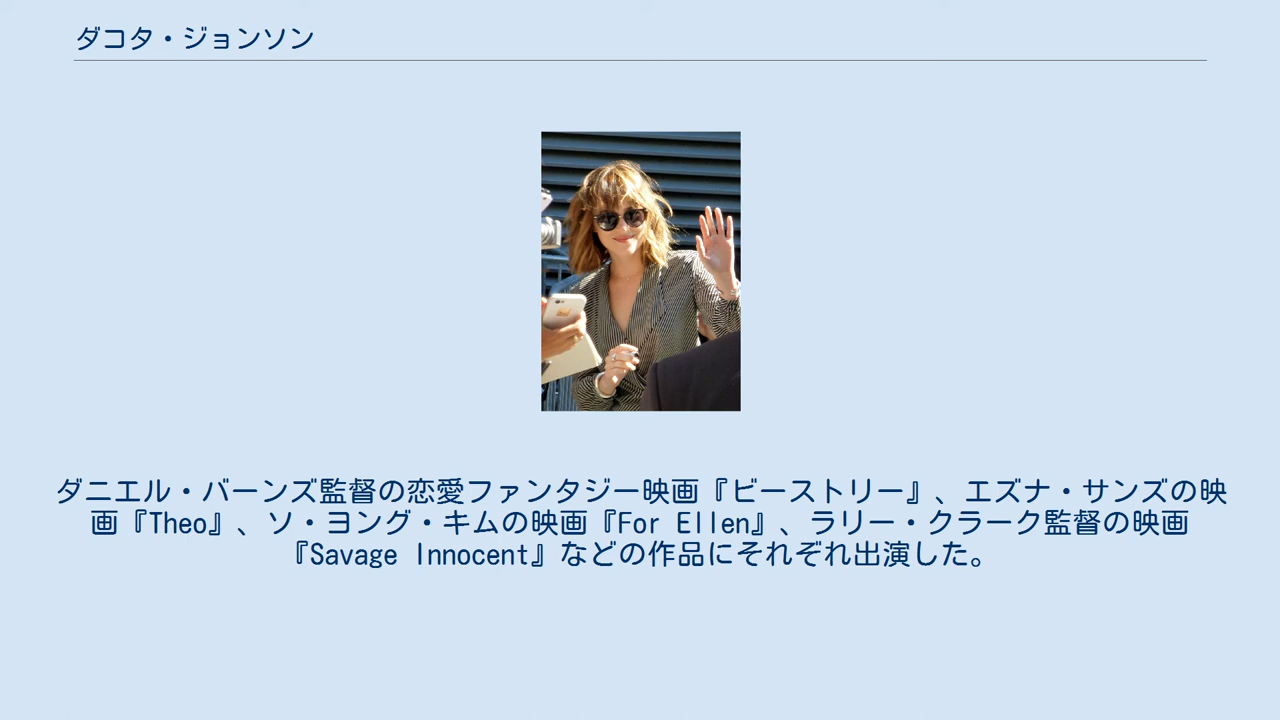 ダコタ・ジョンソン
ダニエル・バーンズ監督の恋愛ファンタジー映画『ビーストリー』、エズナ・サンズの映
画『Theo』、ソ・ヨング・キムの映画『For Ellen』、ラリー・クラーク監督の映画
『Savage Innocent』などの作品にそれぞれ出演した。